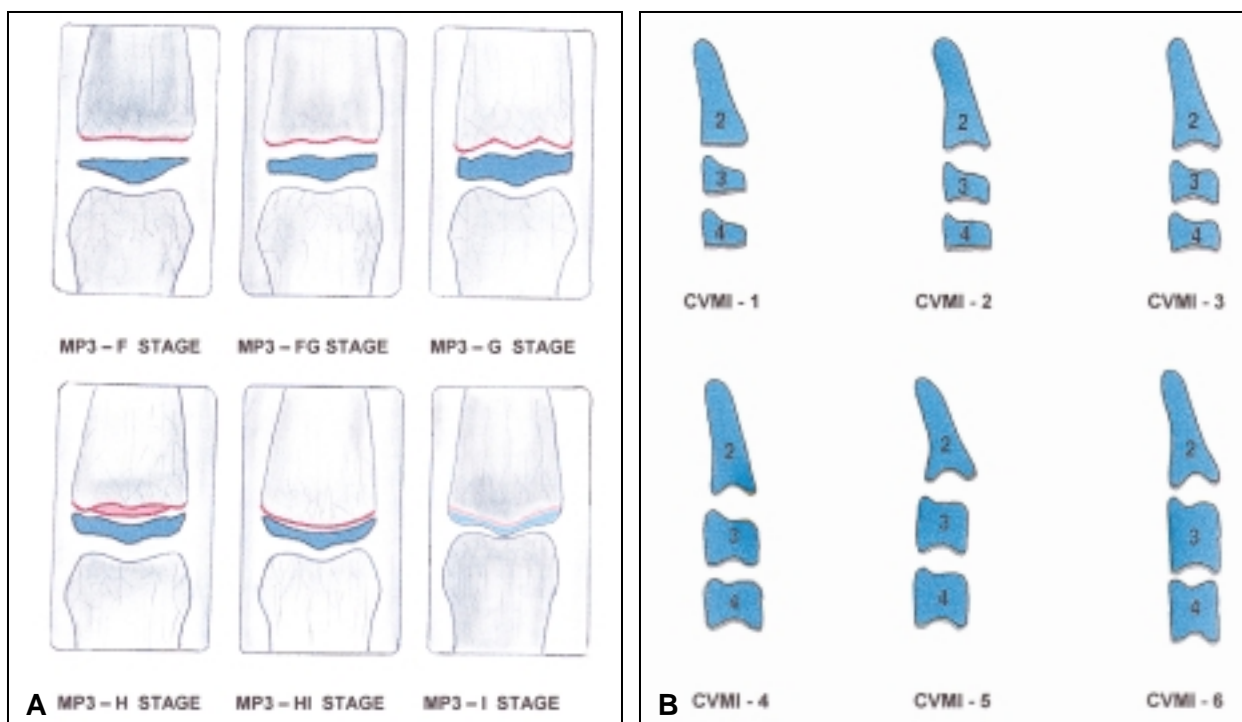 MP3 – F STAGE
MP3 – FG STAGE
MP3 – G STAGE
MP3 – H STAGE
MP3 – HI STAGE
MP3 – I STAGE
A
2
3
4
CVMI - 1
2
3
4
CVMI - 2
2
3
4
CVMI - 3
2
3
4
CVMI - 4
2
3
4
CVMI - 5
2
3
4
CVMI - 6
B